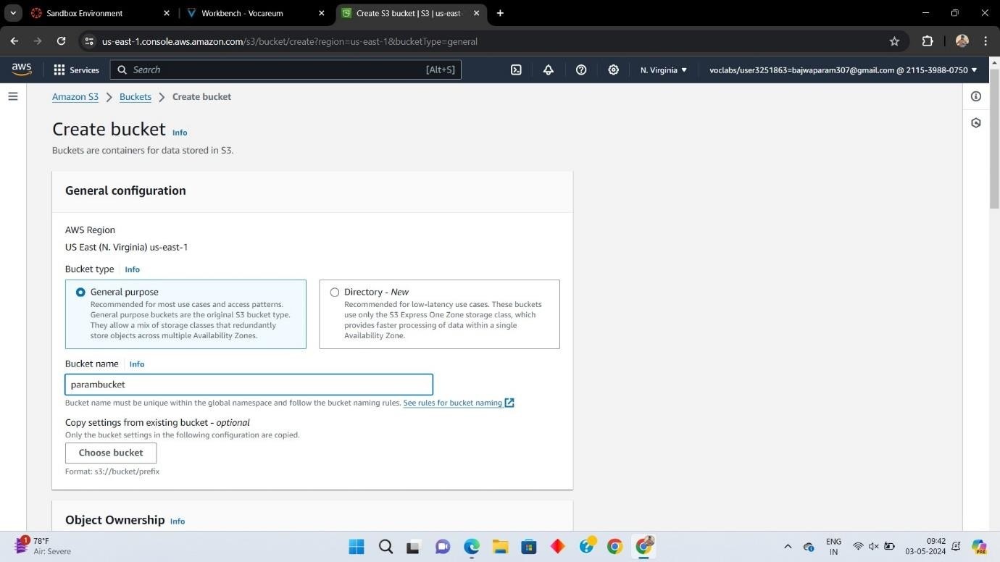 Sandbox Environment
Workbench - Vocareum
Create S3 bucket | S3 | us-east-
us-east-1.console.aws.amazon.com/s3/bucket/create?region=us-east-1&bucketType=general
aws
Services
Search
[Alt+S]
N. Virginia
voclabs/user3251863=bajwaparam307@gmail.com @ 2115-3988-0750
Amazon S3 > Buckets > Create bucket
Create bucket Info
Buckets are containers for data stored in S3.
General configuration
AWS Region
US East (N. Virginia) us-east-1
Bucket type Info
General purpose
Recommended for most use cases and access patterns.
General purpose buckets are the original S3 bucket type.
They allow a mix of storage classes that redundantly
store objects across multiple Availability Zones.
Directory - New
Recommended for low-latency use cases. These buckets
use only the S3 Express One Zone storage class, which
provides faster processing of data within a single
Availability Zone.
Bucket name Info
parambucket
Bucket name must be unique within the global namespace and follow the bucket naming rules. See rules for bucket naming
Copy settings from existing bucket - optional
Only the bucket settings in the following configuration are copied.
Choose bucket
Format: s3://bucket/prefix
Object Ownership Info
1
78°F
Air: Severe
ENG
IN
09:42
03-05-2024
PRE